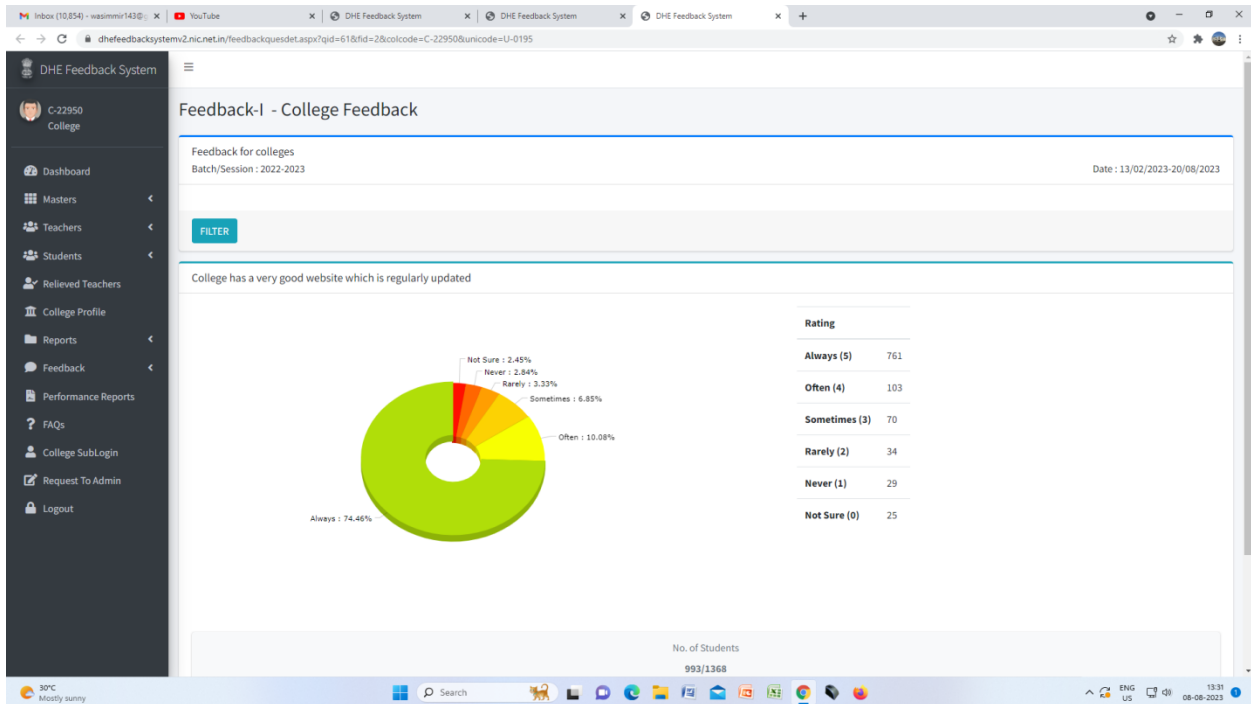 Inbox (10,854) - wasimmir143@g
YouTube
DHE Feedback System
DHE Feedback System
DHE Feedback System
dhefeedbacksystemv2.nic.net.in/feedbackquesdet.aspx?qid=61&fid=2&colcode=C-22950&unicode=U-0195
DHE Feedback System
C-22950
College
Dashboard
Masters
Teachers
Students
Relieved Teachers
College Profile
Reports
Feedback
Performance Reports
FAQs
College SubLogin
Request To Admin
Logout
Feedback-I - College Feedback
Feedback for colleges
Batch/Session : 2022-2023
Date : 13/02/2023-20/08/2023
FILTER
College has a very good website which is regularly updated
Not Sure : 2.45%
Never : 2.84%
Rarely : 3.33%
Sometimes : 6.85%
Often : 10.08%
Always : 74.46%
Rating
Always (5) 761
Often (4) 103
Sometimes (3) 70
Rarely (2) 34
Never (1) 29
Not Sure (0) 25
No. of Students
993/1368
30°C
Mostly sunny
Search
ENG
US
13:31
08-08-2023
1